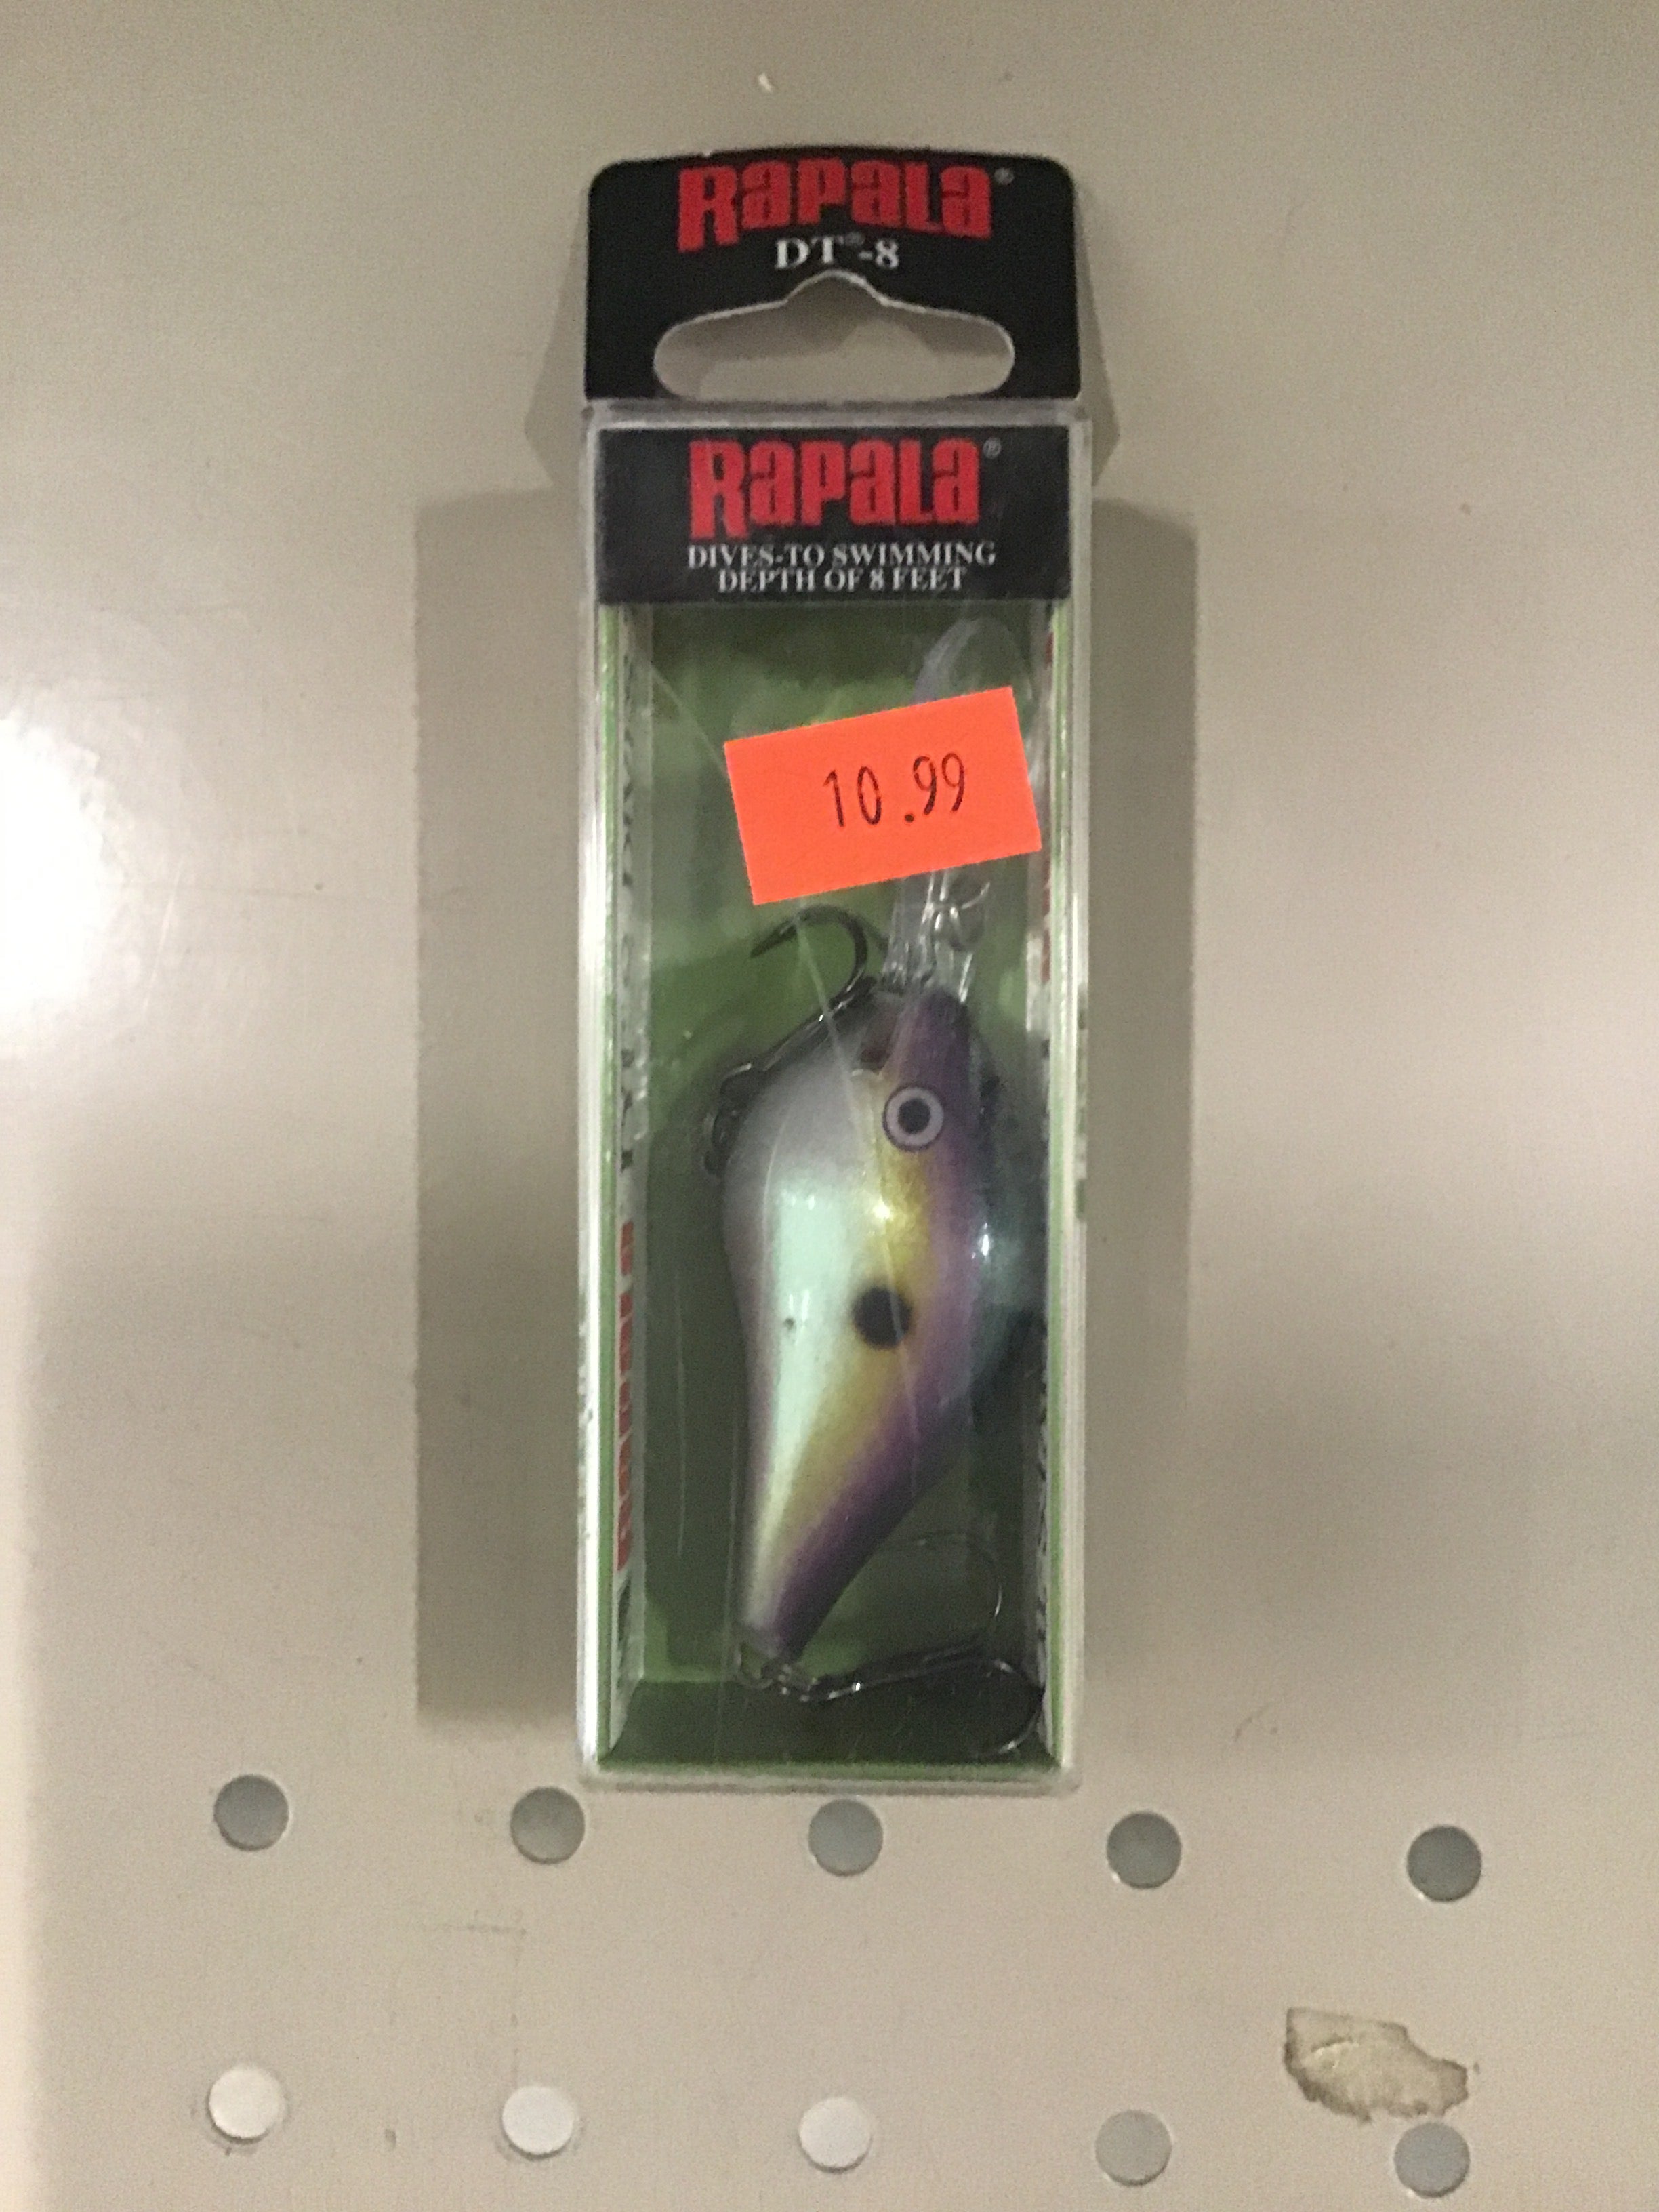 RAPALA®
DT®-8
RAPALA®
DIVES-TO SWIMMING
DEPTH OF 8 FEET
10.99